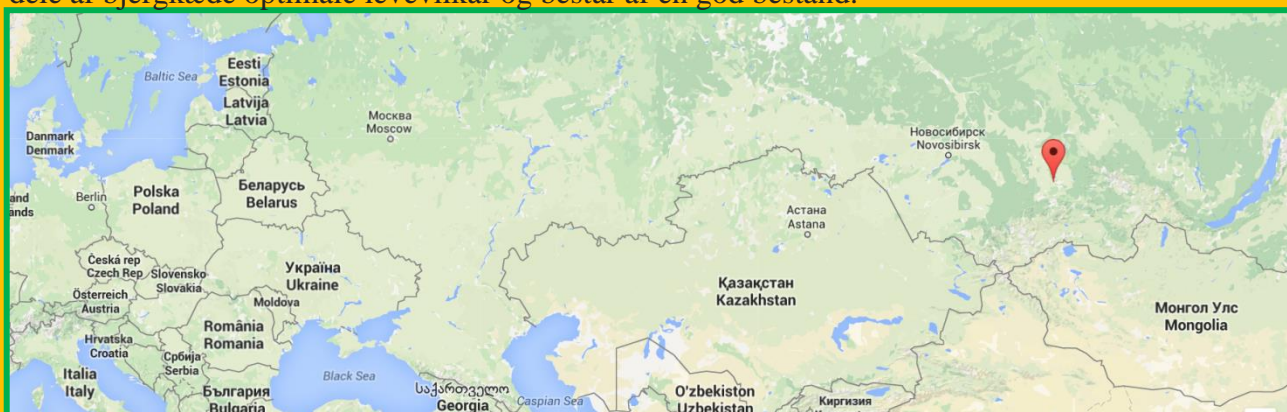 dele af bjergkæde optimale levevilkår og består af en god bestand.
Eesti
Estonia
Baltic Sea
Latvija
Latvia
Москва
Moscow
Danmark
Denmark
Новосибирск
Novosibirsk
and
ands
Berlin
Polska
Poland
Беларусь
Belarus
Астана
Astana
Česká rep
Czech Rep
Slovensko
Slovakia
Україна
Ukraine
Қазақстан
Kazakhstan
Österreich
Austria
Moldova
Монгол Улс
Mongolia
România
Romania
Hrvatska
Croatia
Србија
Serbia
Italia
Italy
Black Sea
България
Bulgaria
საქართველო
Georgia
Caspian Sea
O'zbekiston
Uzbekistan
Киргизия